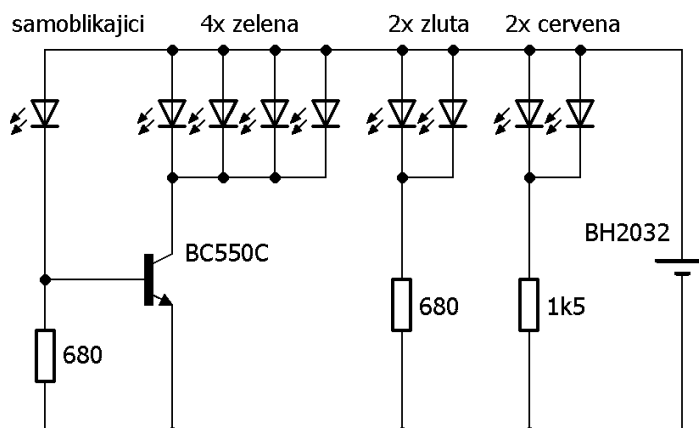 samoblikajici 4x zelena 2x zluta 2x cervena
BC550C
BH2032
680
680
1k5